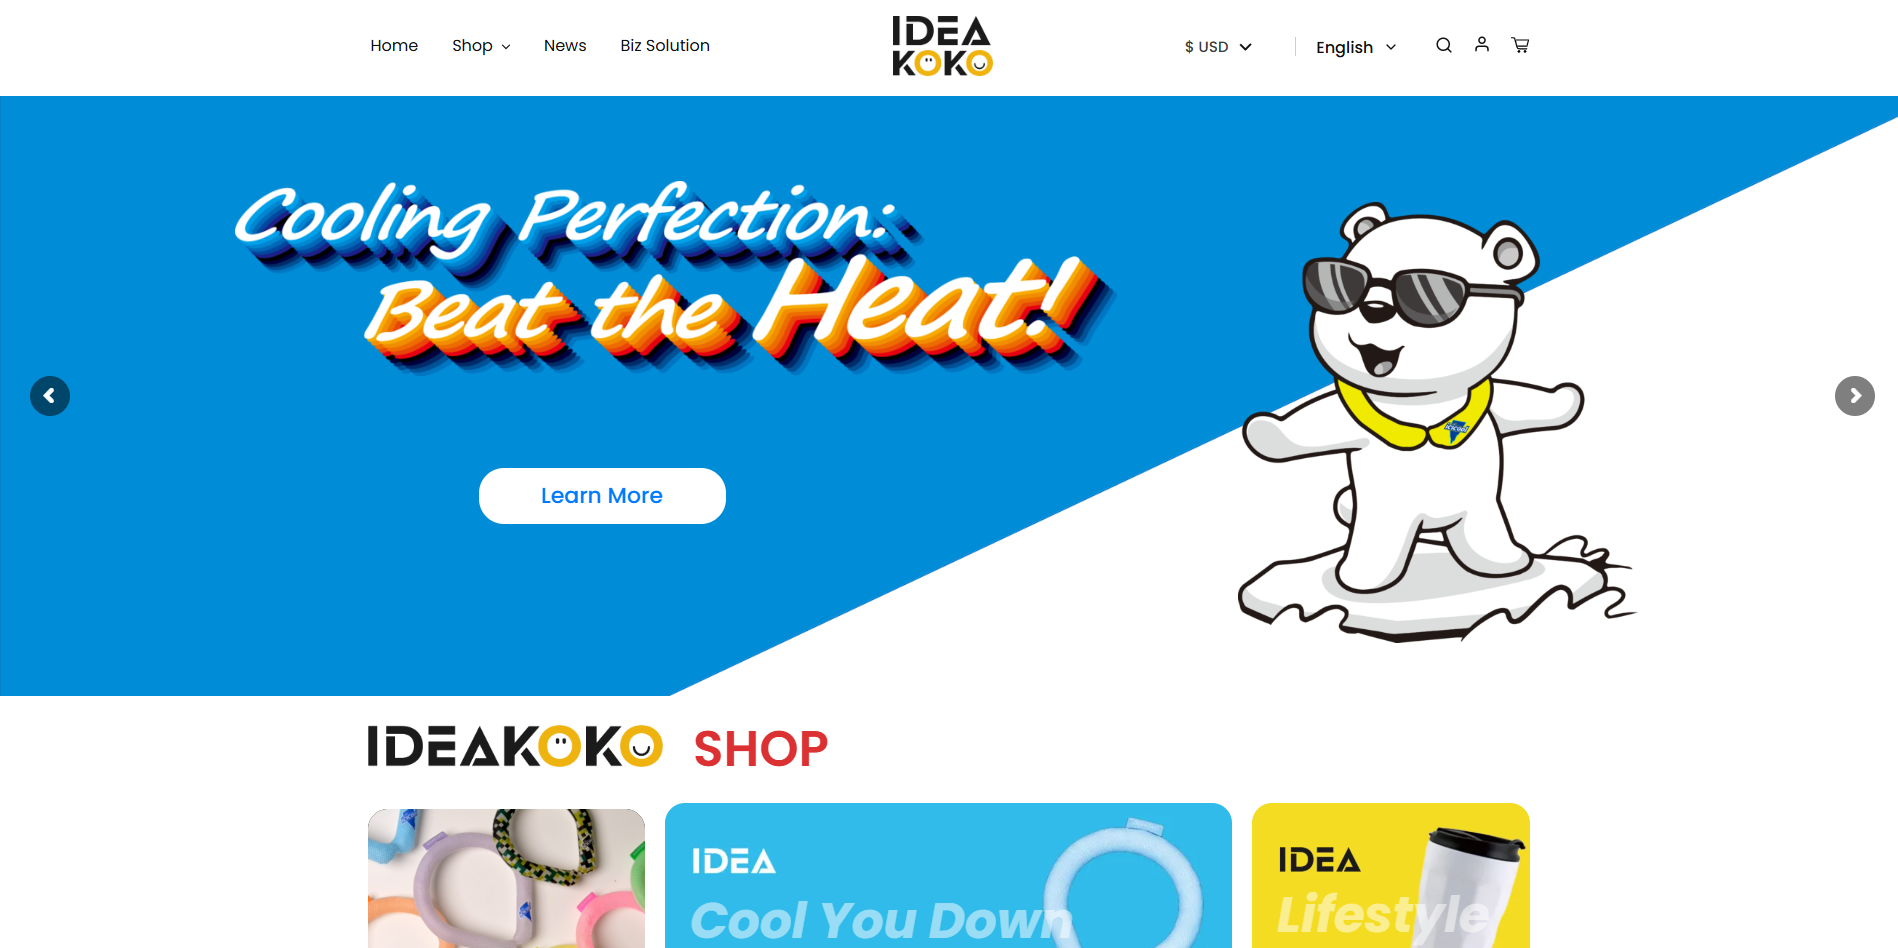 Home
Shop
News
Biz Solution
IDEA
KOKO
$ USD
English
Cooling Perfection:
Beat the Heat!
icicool
Learn More
IDEAKOKO SHOP
IDEA
Cool You Down
IDEA
Lifestyle